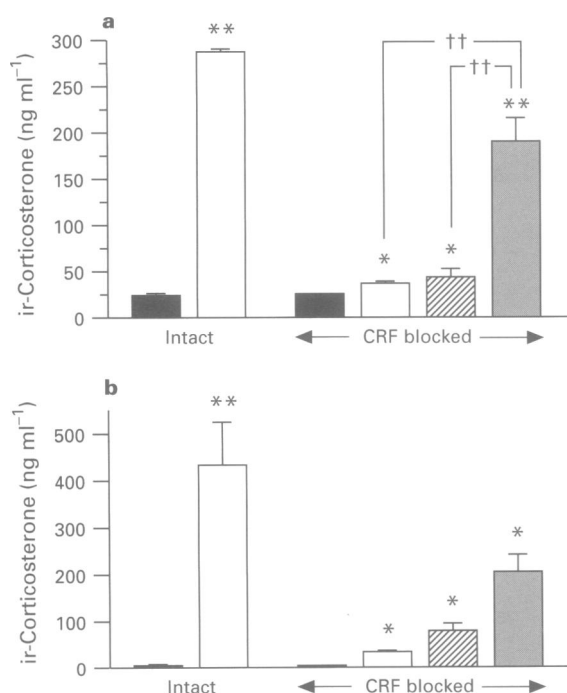 a
ir-Corticosterone (ng ml⁻¹)
300
250
200
150
100
50
0
**
*
*
**
††
††
Intact
CRF blocked
b
ir-Corticosterone (ng ml⁻¹)
500
400
300
200
100
0
**
*
*
*
Intact
CRF blocked